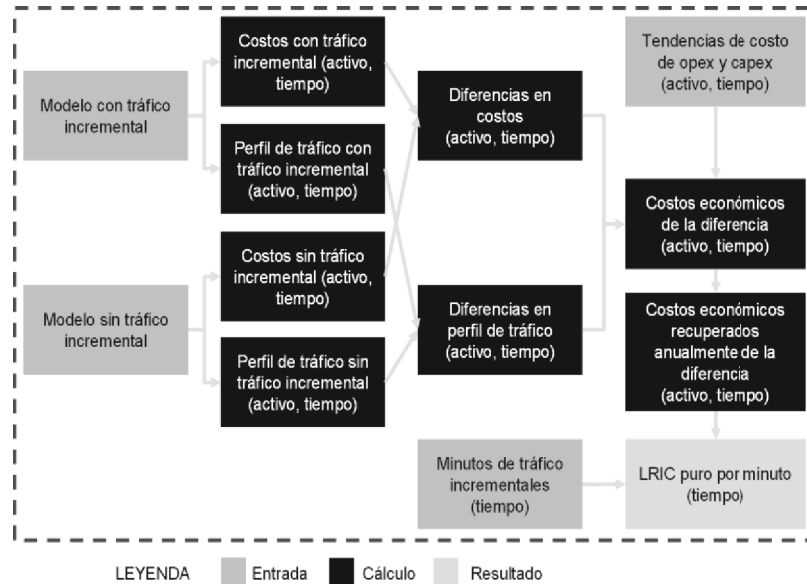 Modelo con tráfico
incremental
Costos con tráfico
incremental (activo,
tiempo)
Perfil de tráfico con
tráfico incremental
(activo, tiempo)
Modelo sin tráfico
incremental
Costos sin tráfico
incremental (activo,
tiempo)
Perfil de tráfico sin
tráfico incremental
(activo, tiempo)
Diferencias en
costos
(activo, tiempo)
Diferencias en
perfil de tráfico
(activo, tiempo)
Minutos de tráfico
incrementales
(tiempo)
Tendencias de costo
de opex y capex
(activo, tiempo)
Costos económicos
de la diferencia
(activo, tiempo)
Costos económicos
recuperados
anualmente de la
diferencia
(activo, tiempo)
LRIC puro por minuto
(tiempo)
LEYENDA Entrada Cálculo Resultado